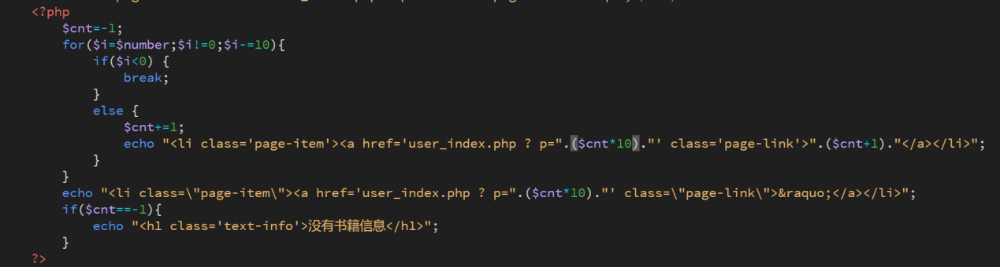 <?php
$cnt=-1;
for($i=$number;$i!=0;$i-=10){
if($i<0) {
break;
}
else {
$cnt+=1;
echo "<li class='page-item'><a href='user_index.php ? p=".($cnt*10)."' class='page-link'>".($cnt+1)."</a></li>";
}
}
echo "<li class=\"page-item\"><a href='user_index.php ? p=".($cnt*10)."' class=\"page-link\">&raquo;</a></li>";
if($cnt==-1){
echo "<h1 class='text-info'>没有书籍信息</h1>";
}
?>